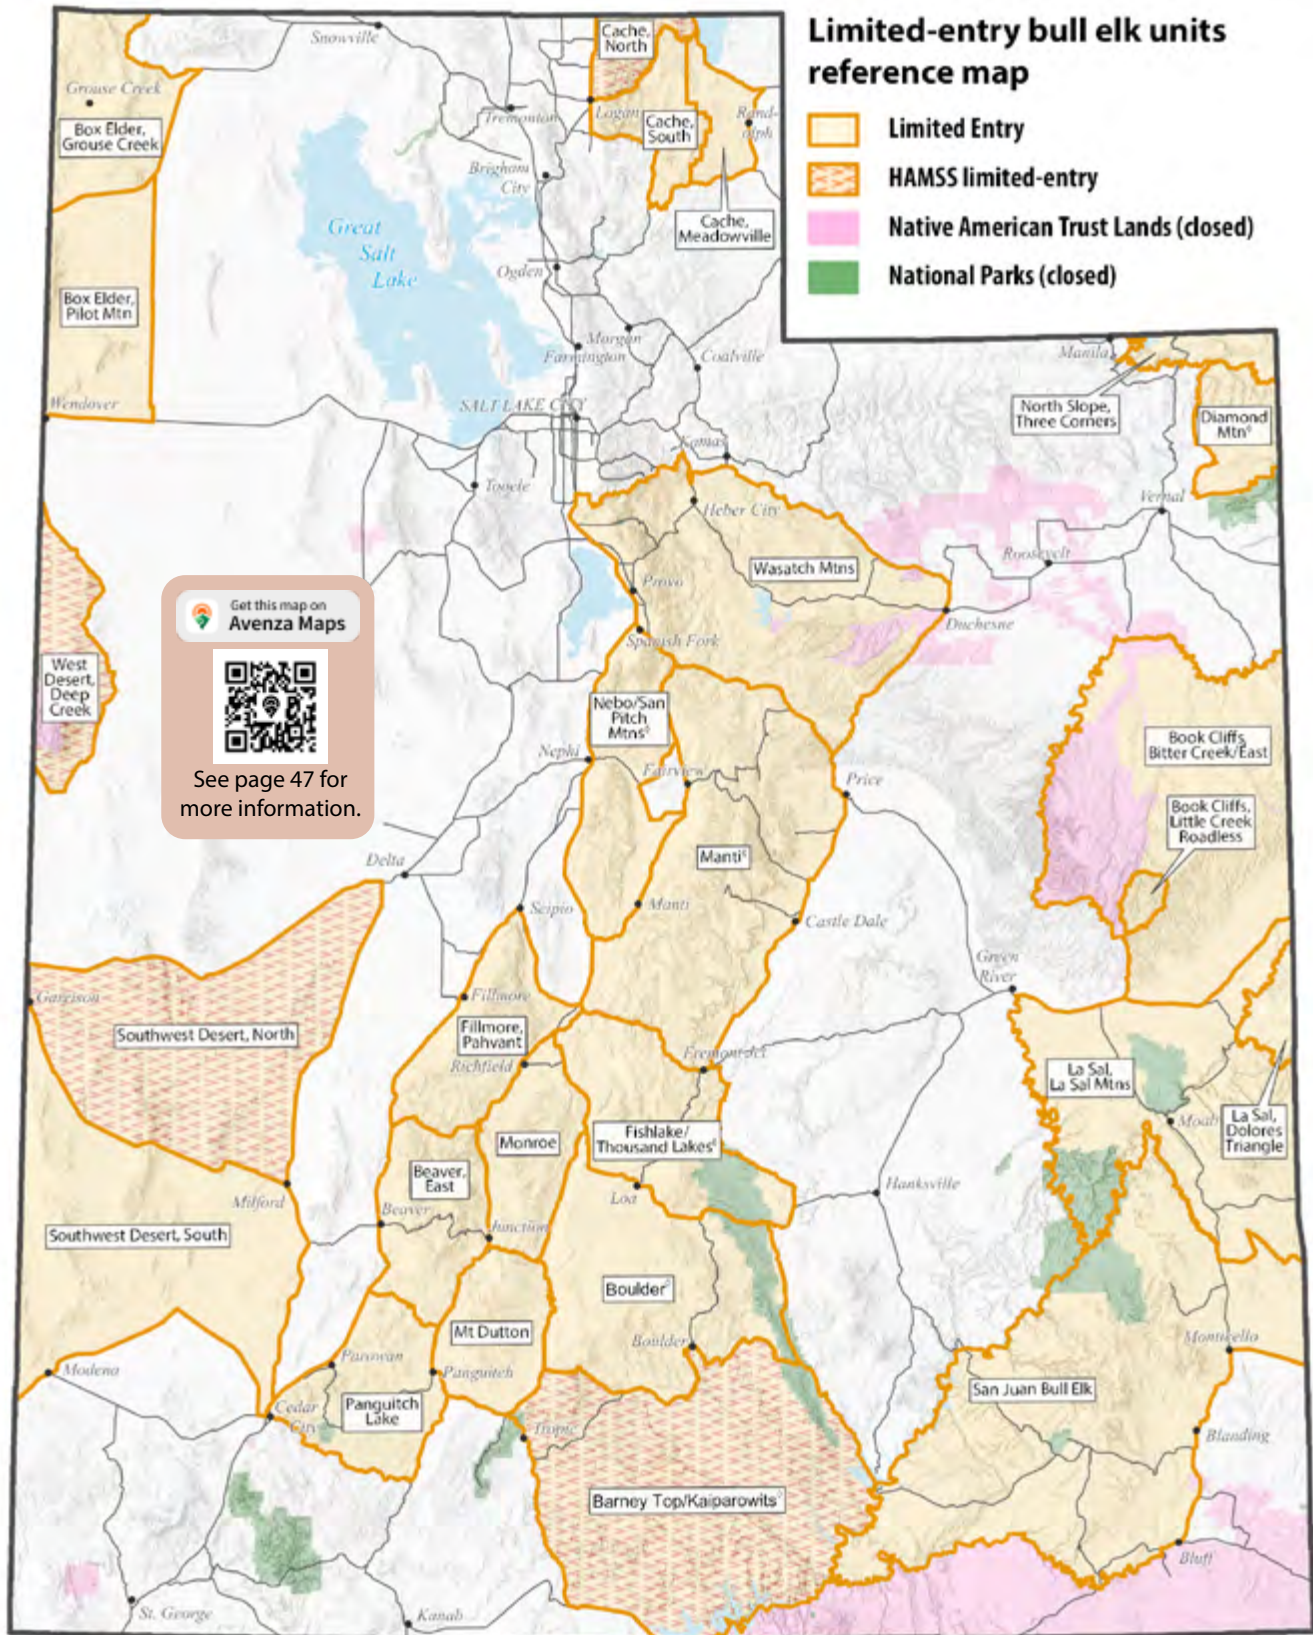 Limited-entry bull elk units
reference map
Limited Entry
HAMSS limited-entry
Native American Trust Lands (closed)
National Parks (closed)
Snowville
Cache,
North
Grouse Creek
Box Elder,
Grouse Creek
Tremonton
Logan
Cache,
South
Rand-
olph
Brigham
City
Cache,
Meadowville
Great
Salt
Lake
Ogden
Box Elder,
Pilot Mtn
Morgan
Farmington
Coalville
Manila
Wendover
SALT LAKE CITY
North Slope,
Three Corners
Diamond
Mtn◊
Kamas
Tooele
Heber City
Vernal
Roosevelt
Wasatch Mtns
Provo
Duchesne
Spanish Fork
Get this map on
Avenza Maps
See page 47 for
more information.
West
Desert,
Deep
Creek
Nebo/San
Pitch
Mtns◊
Nephi
Fairview
Price
Book Cliffs,
Bitter Creek/East
Book Cliffs,
Little Creek
Roadless
Manti◊
Delta
Scipio
Manti
Castle Dale
Green
River
Garrison
Fillmore
Southwest Desert, North
Fillmore,
Pahvant
Richfield
Fremont Jct
La Sal,
La Sal Mtns
Moab
La Sal,
Dolores
Triangle
Monroe
Fishlake/
Thousand Lakes◊
Beaver,
East
Loa
Hanksville
Milford
Beaver
Junction
Southwest Desert, South
Boulder◊
Mt Dutton
Boulder
Monticello
Modena
Parowan
Panguitch
San Juan Bull Elk
Panguitch
Lake
Cedar
City
Tropic
Blanding
Barney Top/Kaiparowits◊
Bluff
St. George
Kanab